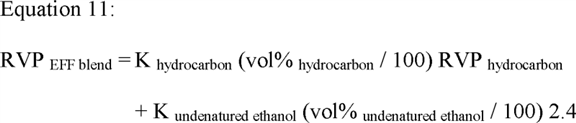 Equation 11:
RVP EFF blend = K hydrocarbon (vol% hydrocarbon / 100) RVP hydrocarbon
+ K undenatured ethanol (vol% undenatured ethanol / 100) 2.4